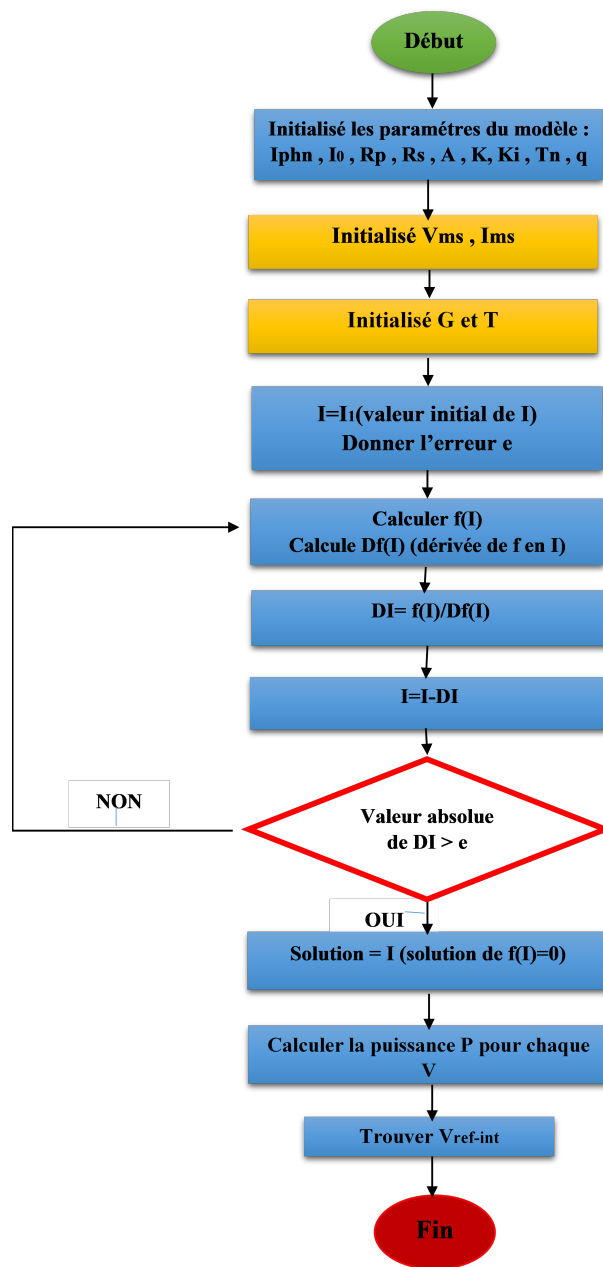 Début
Initialisé les paramétres du modèle :
Iphn , I0 , Rp , Rs , A , K, Ki , Tn , q
Initialisé Vms , Ims
Initialisé G et T
I=I1(valeur initial de I)
Donner l’erreur e
Calculer f(I)
Calcule Df(I) (dérivée de f en I)
DI= f(I)/Df(I)
I=I-DI
NON
Valeur absolue
de DI > e
OUI
Solution = I (solution de f(I)=0)
Calculer la puissance P pour chaque
V
Trouver Vref-int
Fin